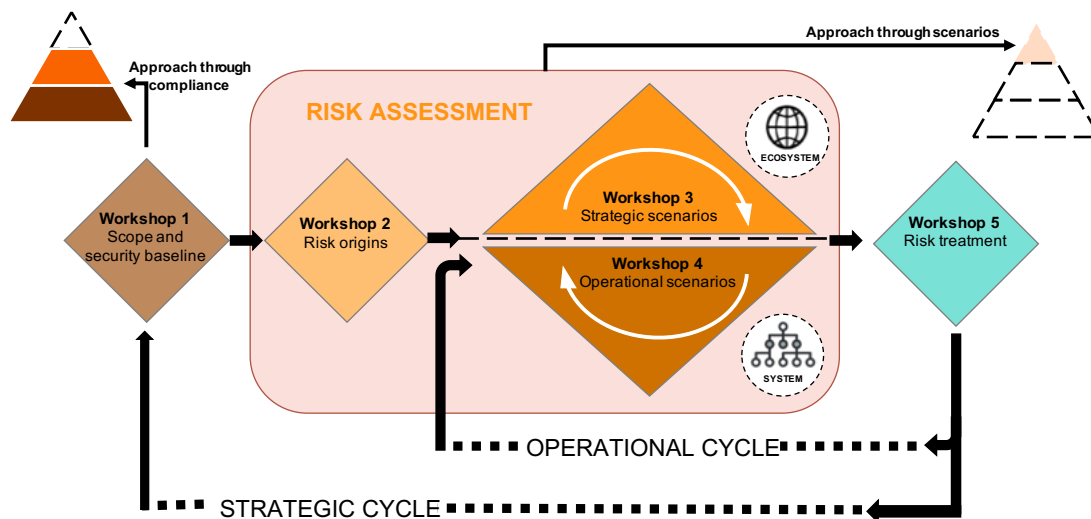 Approach through scenarios
Approach through
compliance
RISK ASSESSMENT
ECOSYSTEM
Workshop 1
Scope and
security baseline
Workshop 2
Risk origins
Workshop 3
Strategic scenarios
Workshop 4
Operational scenarios
Workshop 5
Risk treatment
SYSTEM
OPERATIONAL CYCLE
STRATEGIC CYCLE